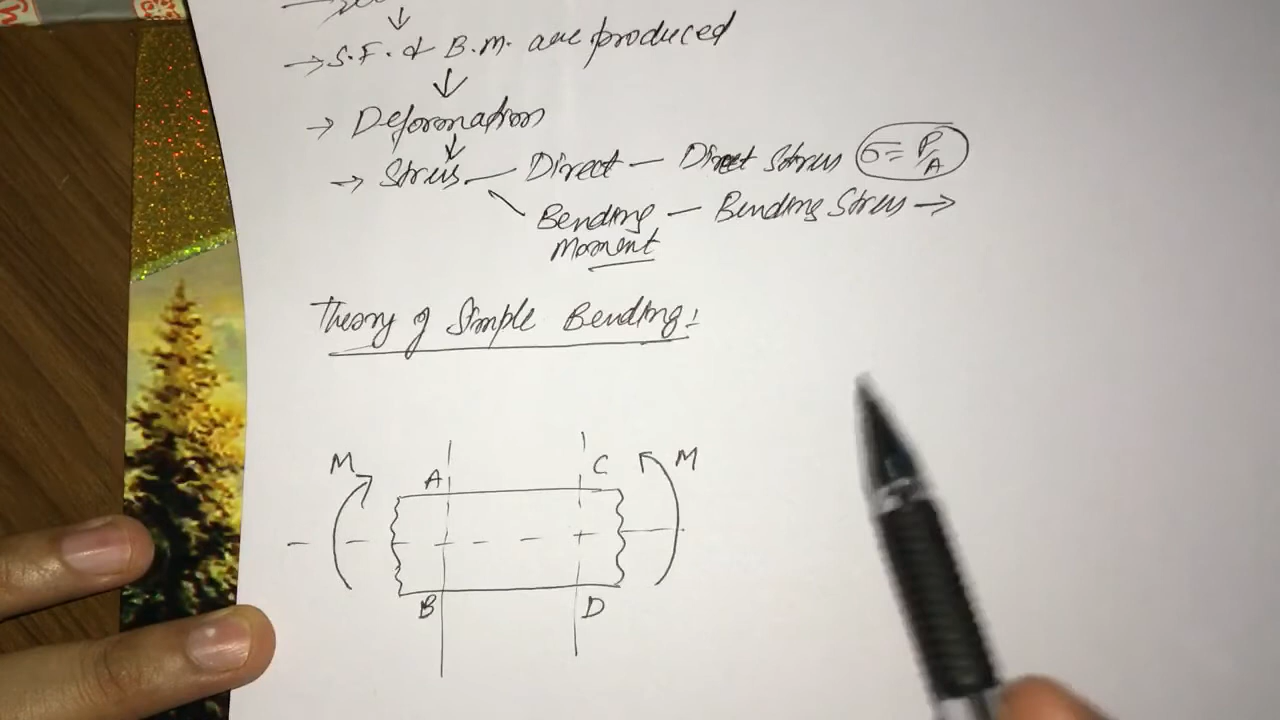 → S.F. & B.M. are produced
→ Deformation
→ Stress — Direct — Direct Stress σ = P/A
Bending Moment — Bending Stress →
Theory of Simple Bending:
M A C M
B D